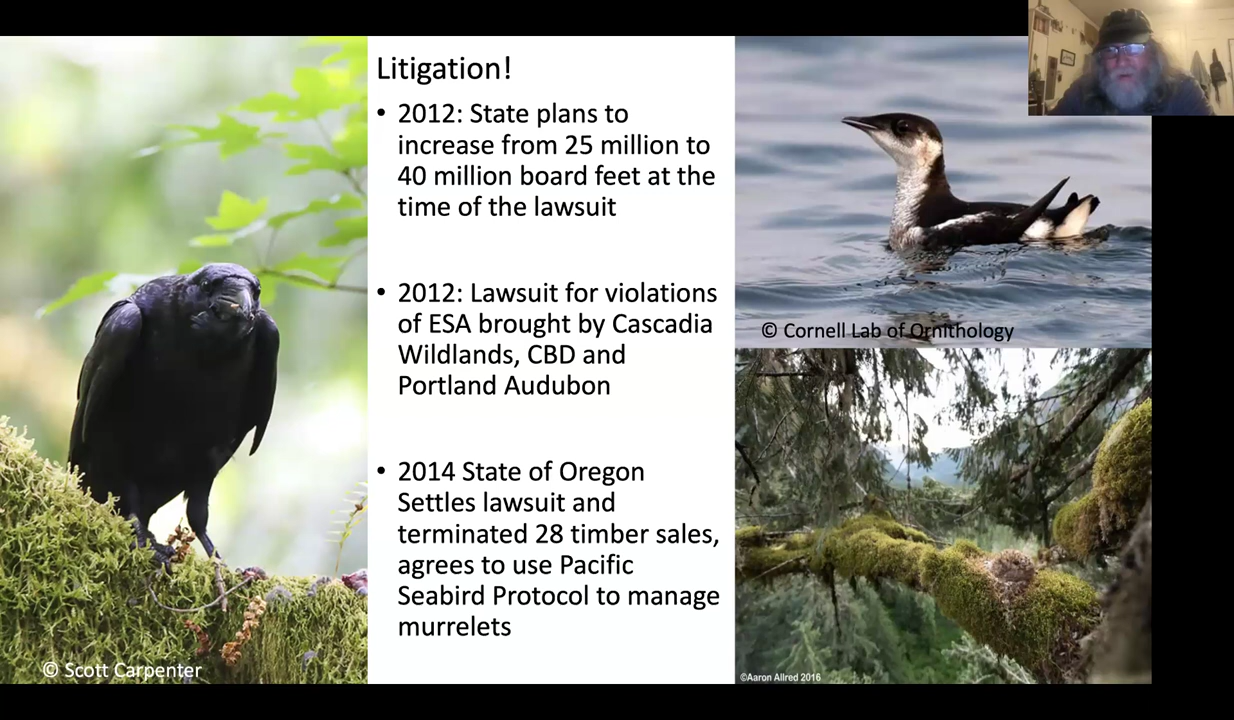 Litigation!
• 2012: State plans to
increase from 25 million to
40 million board feet at the
time of the lawsuit
• 2012: Lawsuit for violations
of ESA brought by Cascadia
Wildlands, CBD and
Portland Audubon
• 2014 State of Oregon
Settles lawsuit and
terminated 28 timber sales,
agrees to use Pacific
Seabird Protocol to manage
murrelets
© Scott Carpenter
© Cornell Lab of Ornithology
©Aaron Allred 2016